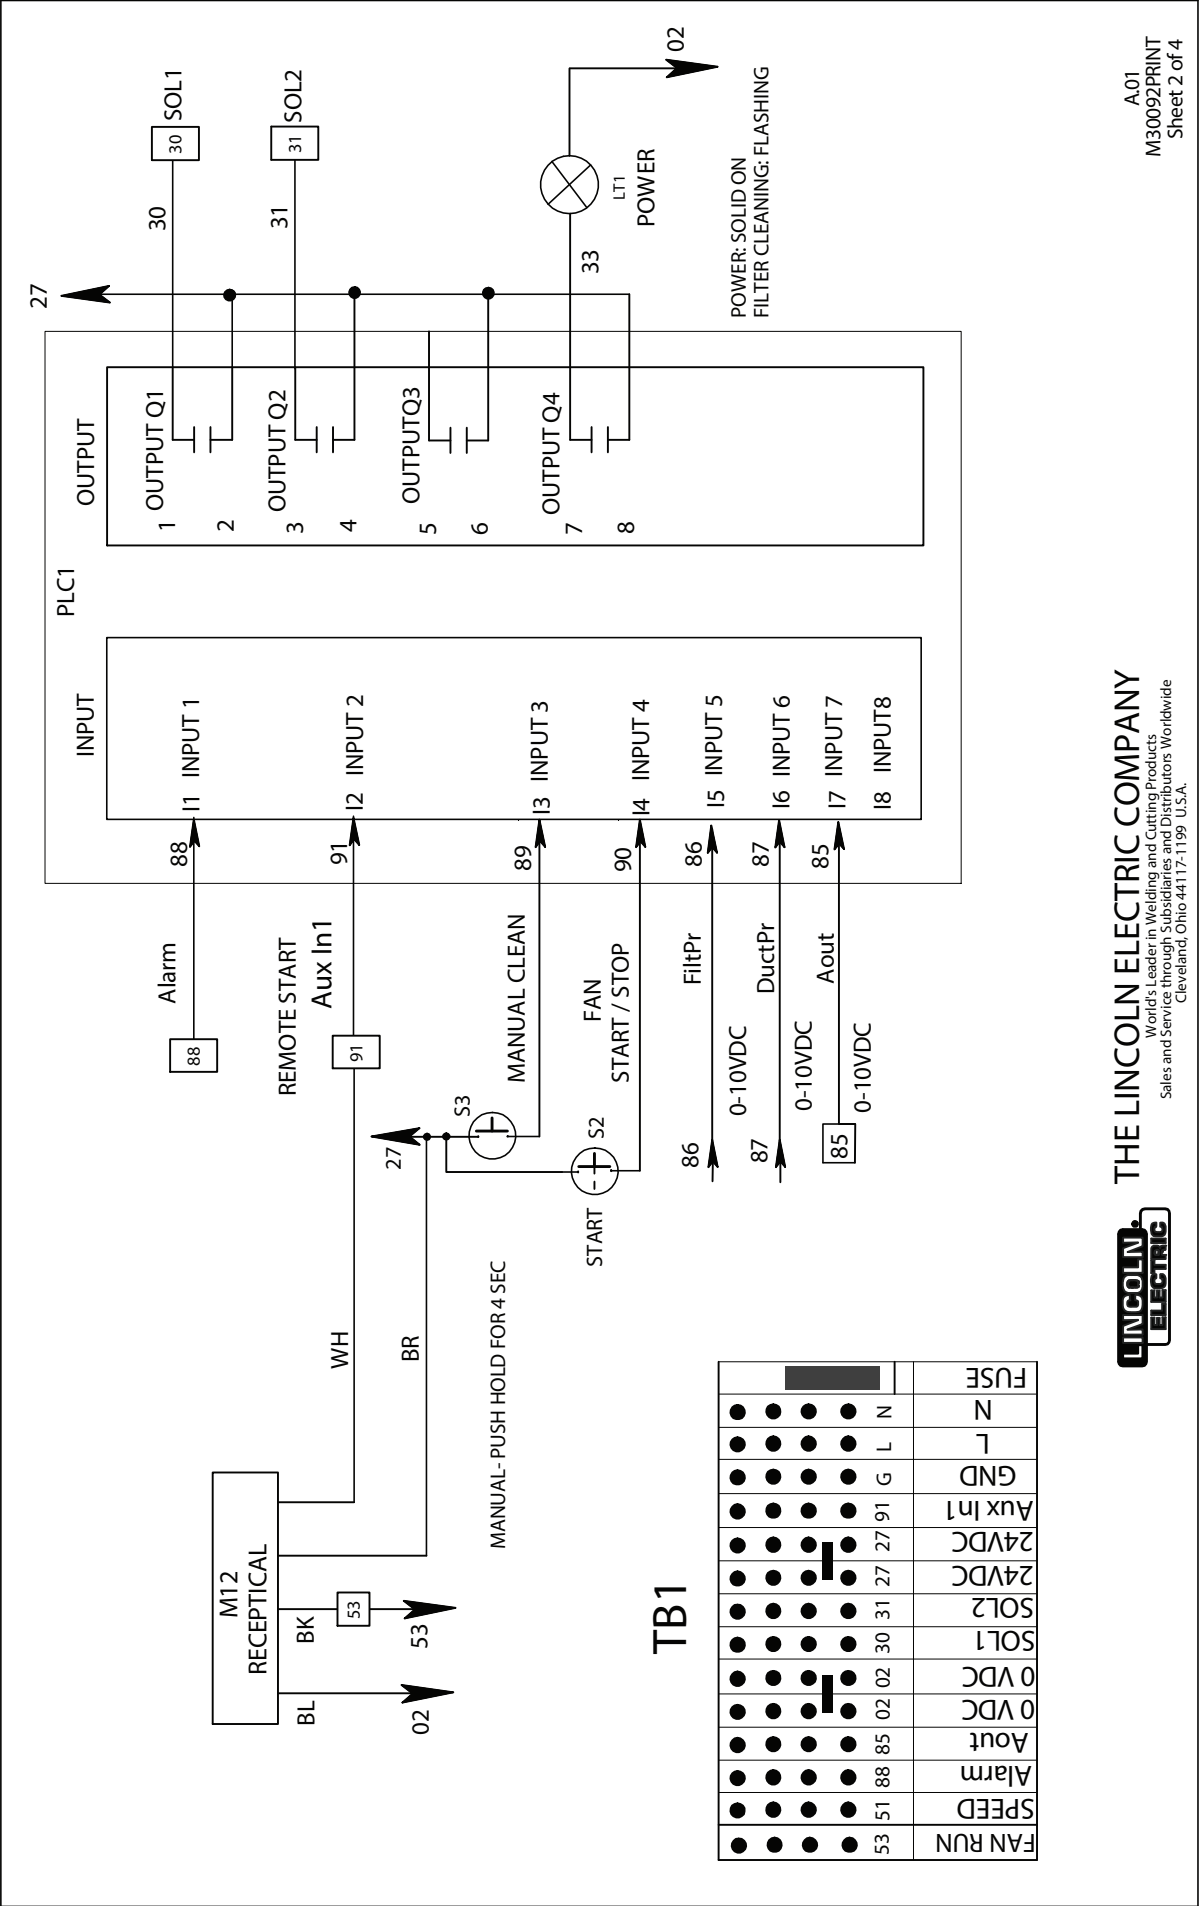 M12
RECEPTICAL
BL
02
BK
53
53
BR
WH
MANUAL- PUSH HOLD FOR 4 SEC
88
Alarm
88
REMOTE START
91
Aux In1
91
27
S3
MANUAL CLEAN
89
START
S2
FAN
START / STOP
90
86
0-10VDC
FiltPr
86
87
0-10VDC
DuctPr
87
85
0-10VDC
Aout
85
PLC1
INPUT
I1 INPUT 1
I2 INPUT 2
I3 INPUT 3
I4 INPUT 4
I5 INPUT 5
I6 INPUT 6
I7 INPUT 7
I8 INPUT8
OUTPUT
1 OUTPUT Q1
2
3 OUTPUT Q2
4
5 OUTPUTQ3
6
7 OUTPUT Q4
8
27
30
30
SOL1
31
31
SOL2
33
LT1
POWER
02
POWER: SOLID ON
FILTER CLEANING: FLASHING
TB1
53 FAN RUN
51 SPEED
88 Alarm
85 Aout
02 0 VDC
02 0 VDC
30 SOL1
31 SOL2
27 24VDC
27 24VDC
91 Aux In1
G GND
L L
N N
FUSE
LINCOLN
ELECTRIC
THE LINCOLN ELECTRIC COMPANY
World's Leader in Welding and Cutting Products
Sales and Service through Subsidiaries and Distributors Worldwide
Cleveland, Ohio 44117-1199 U.S.A.
A.01
M30092PRINT
Sheet 2 of 4